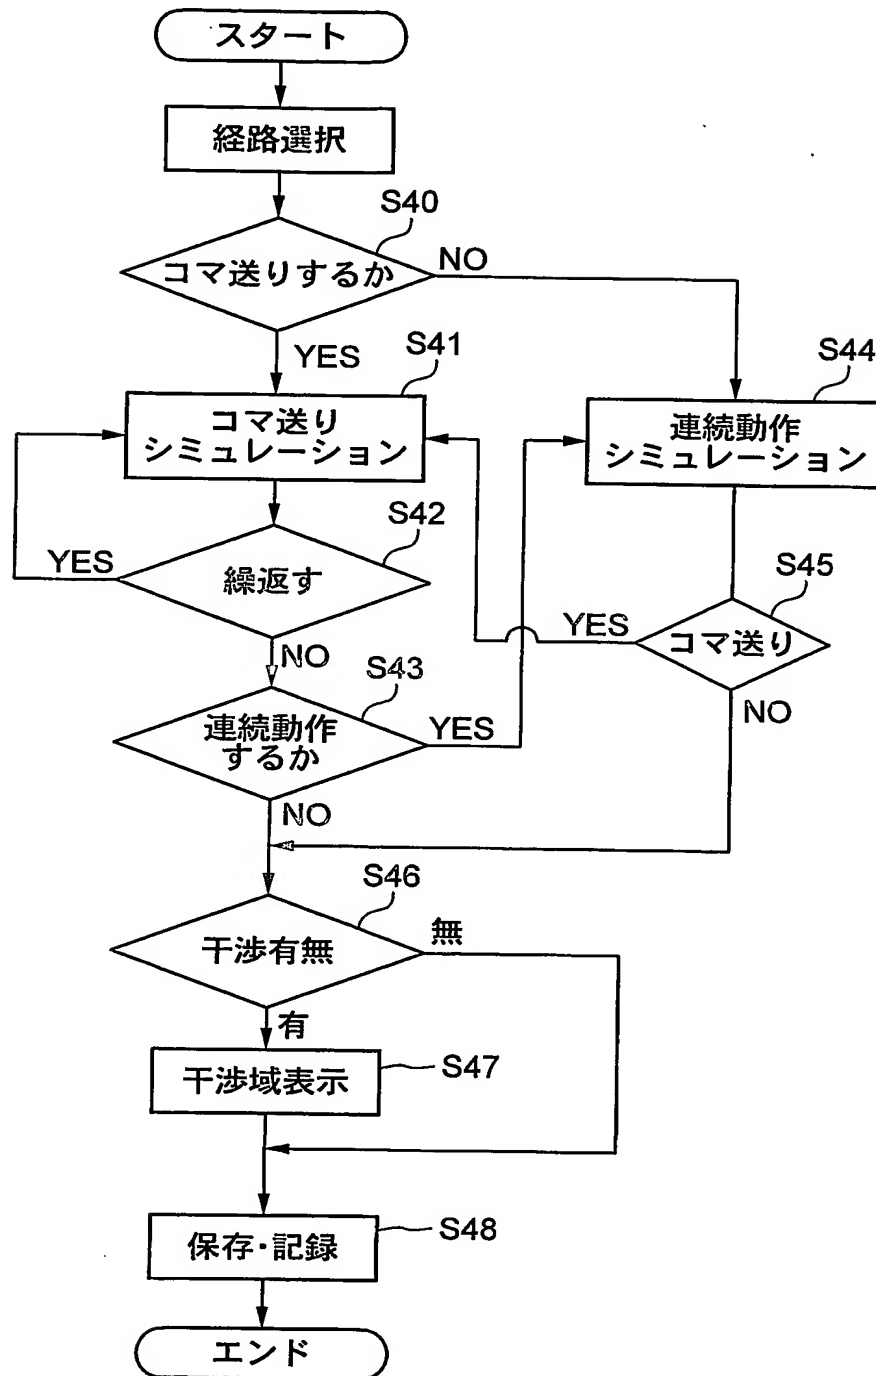 スタート
経路選択
S40
コマ送りするか
NO
YES
S41
コマ送り
シミュレーション
S44
連続動作
シミュレーション
S42
繰返す
YES
NO
S45
コマ送り
YES
NO
S43
連続動作
するか
YES
NO
S46
干渉有無
無
有
干渉域表示
S47
保存・記録
S48
エンド